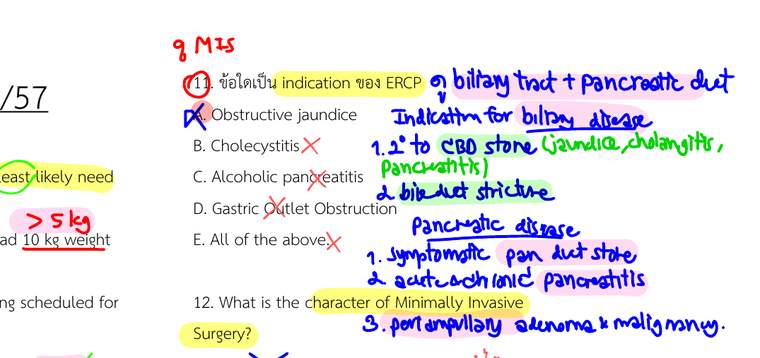 ๆ MIS
11. ข้อใดเป็น indication ของ ERCP ๆ biliary tract + pancreatic duct
/57
A. Obstructive jaundice
Indication for biliary disease
B. Cholecystitis
1. 2° to CBD stone (jaundice, cholangitis,
pancreatitis)
east likely need
C. Alcoholic pancreatitis
2 bile duct stricture
D. Gastric Outlet Obstruction
> 5 kg
Pancreatic disease
ad 10 kg weight
E. All of the above
1. symptomatic pan duct stone
2 acute & chronic pancreatitis
ng scheduled for
12. What is the character of Minimally Invasive
3. periampullary adenoma & malignancy.
Surgery?